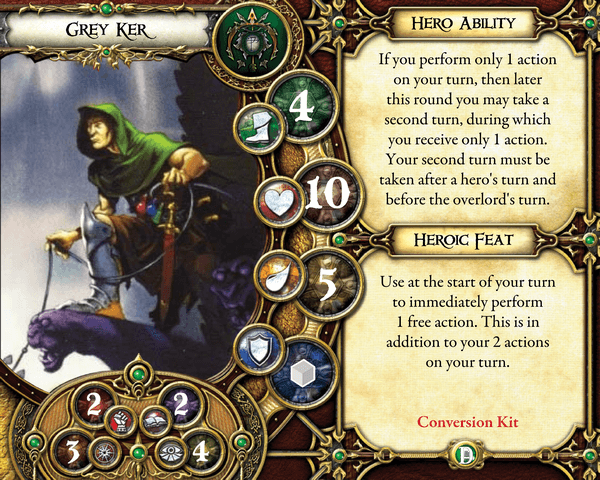 Grey Ker
4
10
5
2
2
3
4
Hero Ability
If you perform only 1 action
on your turn, then later
this round you may take a
second turn, during which
you receive only 1 action.
Your second turn must be
taken after a hero's turn and
before the overlord's turn.
Heroic Feat
Use at the start of your turn
to immediately perform
1 free action. This is in
addition to your 2 actions
on your turn.
Conversion Kit
D